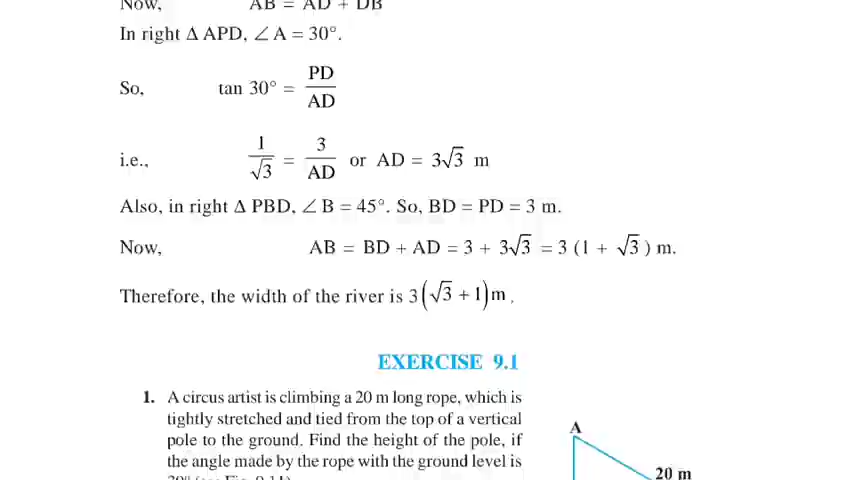 Now, AB = AD + DB
In right Δ APD, ∠ A = 30°.
So, tan 30° = PD/AD
i.e., 1/√3 = 3/AD or AD = 3√3 m
Also, in right Δ PBD, ∠ B = 45°. So, BD = PD = 3 m.
Now, AB = BD + AD = 3 + 3√3 = 3 (1 + √3 ) m.
Therefore, the width of the river is 3(√3 + 1)m .
EXERCISE 9.1
1. A circus artist is climbing a 20 m long rope, which is
tightly stretched and tied from the top of a vertical
pole to the ground. Find the height of the pole, if
the angle made by the rope with the ground level is
A
20 m